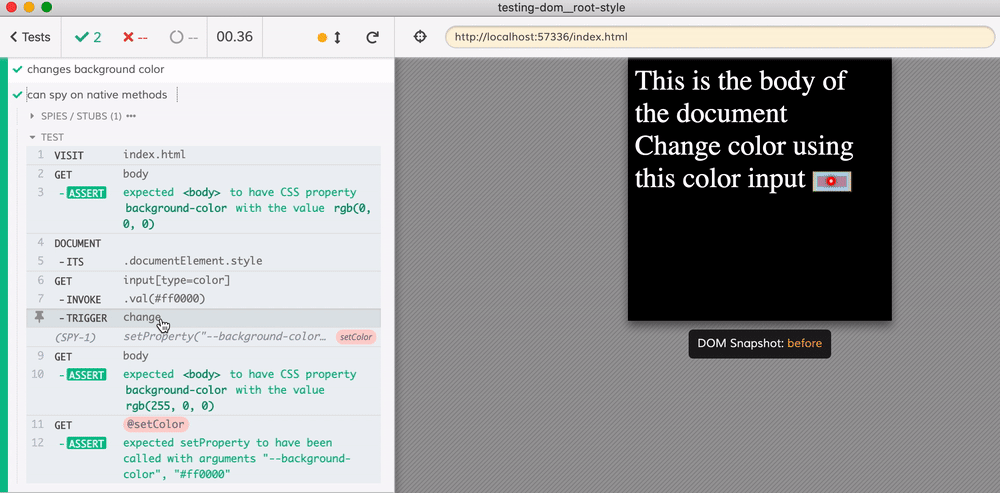 testing-dom__root-style
Tests 2 -- -- 00.36 http://localhost:57336/index.html
changes background color
can spy on native methods
SPIES / STUBS (1) •••
TEST
1 VISIT index.html
2 GET body
3 -ASSERT expected <body> to have CSS property
background-color with the value rgb(0,
0, 0)
4 DOCUMENT
5 -ITS .documentElement.style
6 GET input[type=color]
7 -INVOKE .val(#ff0000)
-TRIGGER change
(SPY-1) setProperty("--background-color… setColor
9 GET body
10 -ASSERT expected <body> to have CSS property
background-color with the value
rgb(255, 0, 0)
11 GET @setColor
12 -ASSERT expected setProperty to have been
called with arguments "--background-
color", "#ff0000"
This is the body of
the document
Change color using
this color input
DOM Snapshot: before